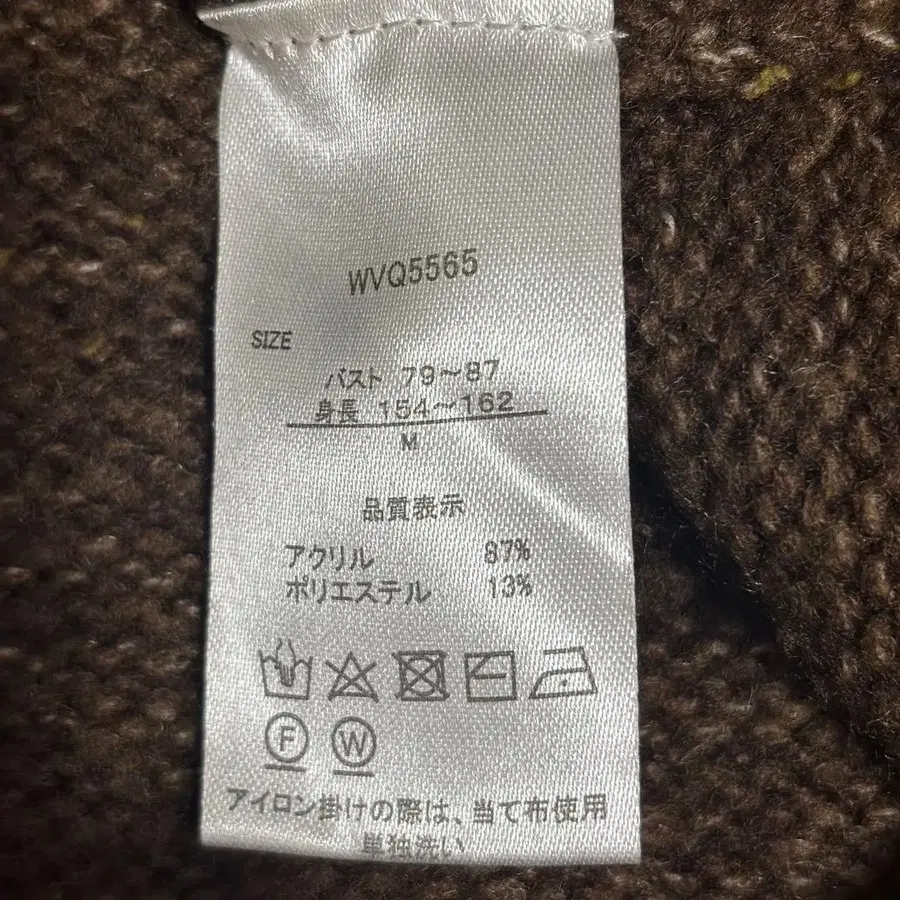 WVQ5565
SIZE
バスト 79～87
身長 154～162
M
品質表示
アクリル 87%
ポリエステル 13%
F W
アイロン掛けの際は、当て布使用
単独洗い